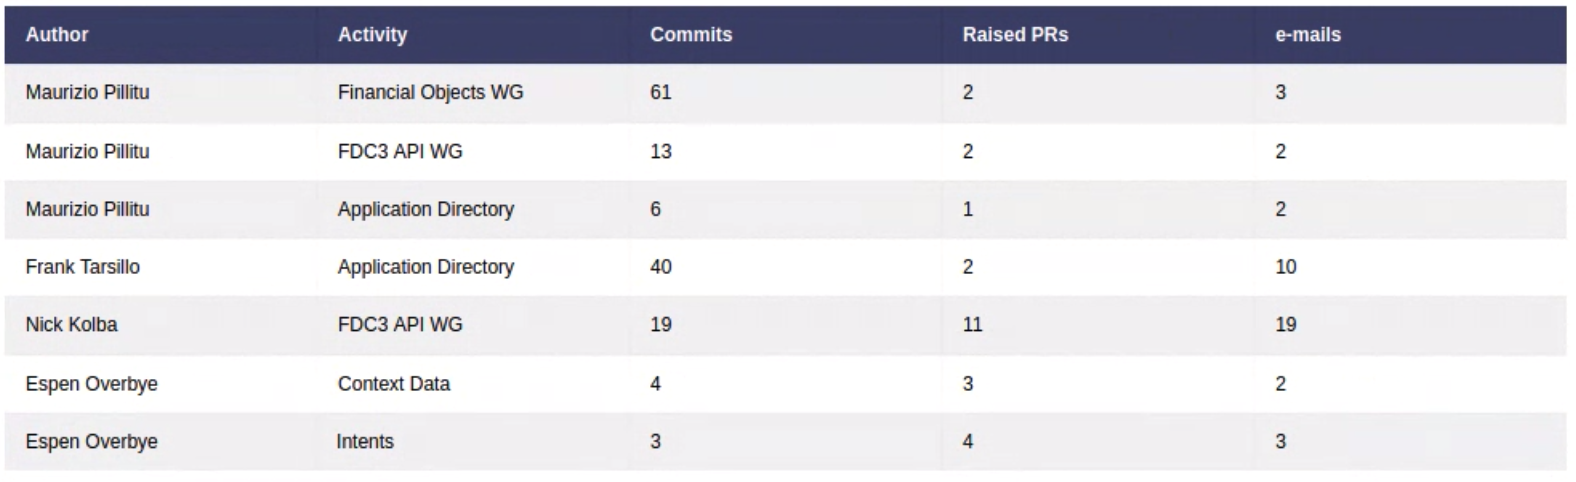 Author Activity Commits Raised PRs e-mails
Maurizio Pillitu Financial Objects WG 61 2 3
Maurizio Pillitu FDC3 API WG 13 2 2
Maurizio Pillitu Application Directory 6 1 2
Frank Tarsillo Application Directory 40 2 10
Nick Kolba FDC3 API WG 19 11 19
Espen Overbye Context Data 4 3 2
Espen Overbye Intents 3 4 3